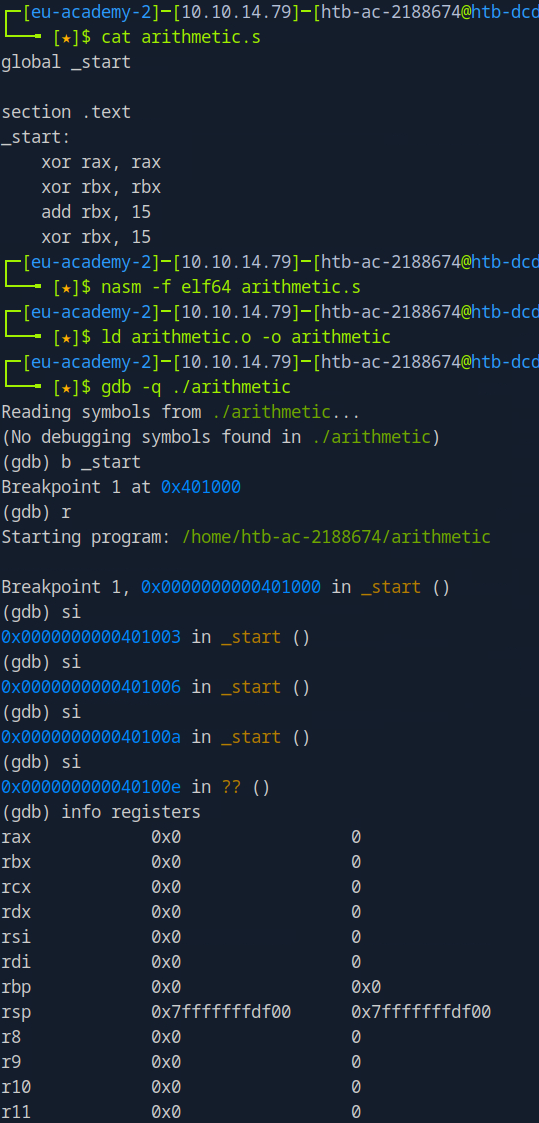 ┌─[eu-academy-2]─[10.10.14.79]─[htb-ac-2188674@htb-dcd
└──╼ [★]$ cat arithmetic.s
global _start

section .text
_start:
    xor rax, rax
    xor rbx, rbx
    add rbx, 15
    xor rbx, 15
┌─[eu-academy-2]─[10.10.14.79]─[htb-ac-2188674@htb-dcd
└──╼ [★]$ nasm -f elf64 arithmetic.s
┌─[eu-academy-2]─[10.10.14.79]─[htb-ac-2188674@htb-dcd
└──╼ [★]$ ld arithmetic.o -o arithmetic
┌─[eu-academy-2]─[10.10.14.79]─[htb-ac-2188674@htb-dcd
└──╼ [★]$ gdb -q ./arithmetic
Reading symbols from ./arithmetic...
(No debugging symbols found in ./arithmetic)
(gdb) b _start
Breakpoint 1 at 0x401000
(gdb) r
Starting program: /home/htb-ac-2188674/arithmetic

Breakpoint 1, 0x0000000000401000 in _start ()
(gdb) si
0x0000000000401003 in _start ()
(gdb) si
0x0000000000401006 in _start ()
(gdb) si
0x000000000040100a in _start ()
(gdb) si
0x000000000040100e in ?? ()
(gdb) info registers
rax            0x0                 0
rbx            0x0                 0
rcx            0x0                 0
rdx            0x0                 0
rsi            0x0                 0
rdi            0x0                 0
rbp            0x0                 0x0
rsp            0x7fffffffdf00      0x7fffffffdf00
r8             0x0                 0
r9             0x0                 0
r10            0x0                 0
r11            0x0                 0